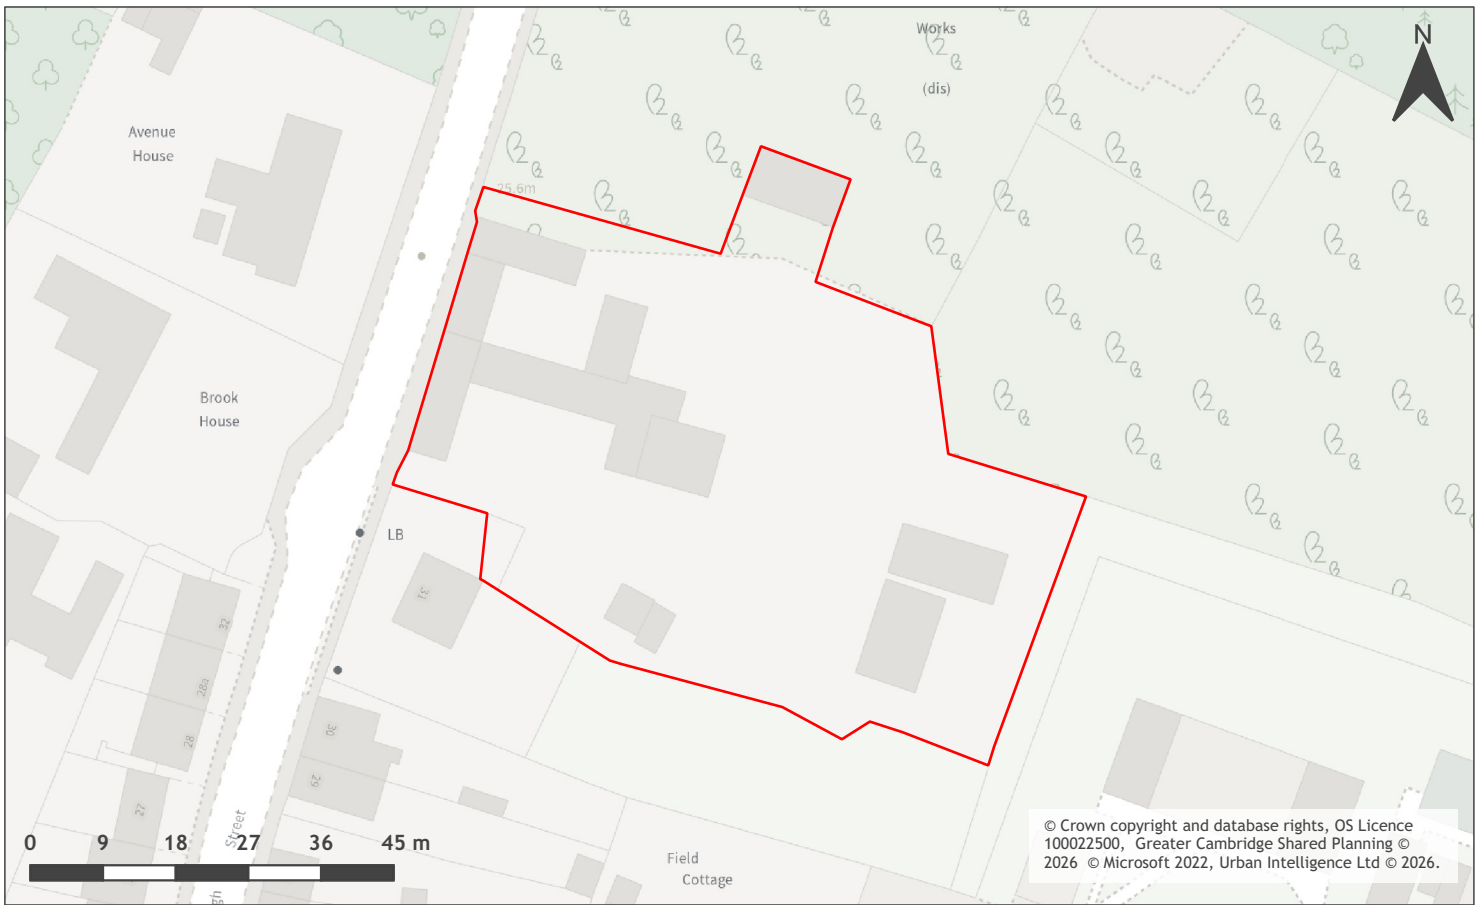 Works
(dis)
N
Avenue
House
25.6m
Brook
House
LB
31
32
28a
28
30
29
27
Street
gh
0 9 18 27 36 45 m
Field
Cottage
© Crown copyright and database rights, OS Licence
100022500, Greater Cambridge Shared Planning ©
2026 © Microsoft 2022, Urban Intelligence Ltd © 2026.